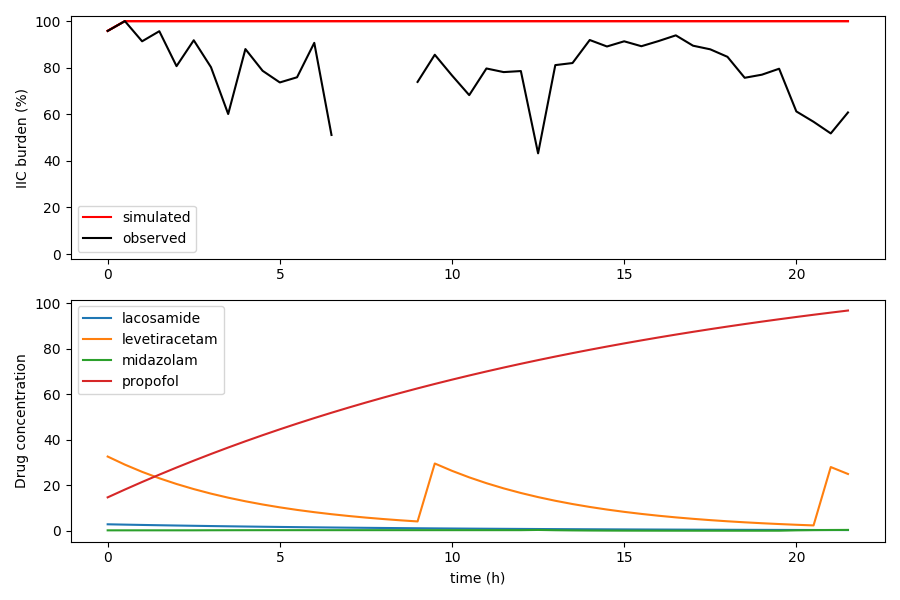 100
80
60
40
20
0
IIC burden (%)
simulated
observed
0 5 10 15 20
100
80
60
40
20
0
Drug concentration
lacosamide
levetiracetam
midazolam
propofol
0 5 10 15 20
time (h)